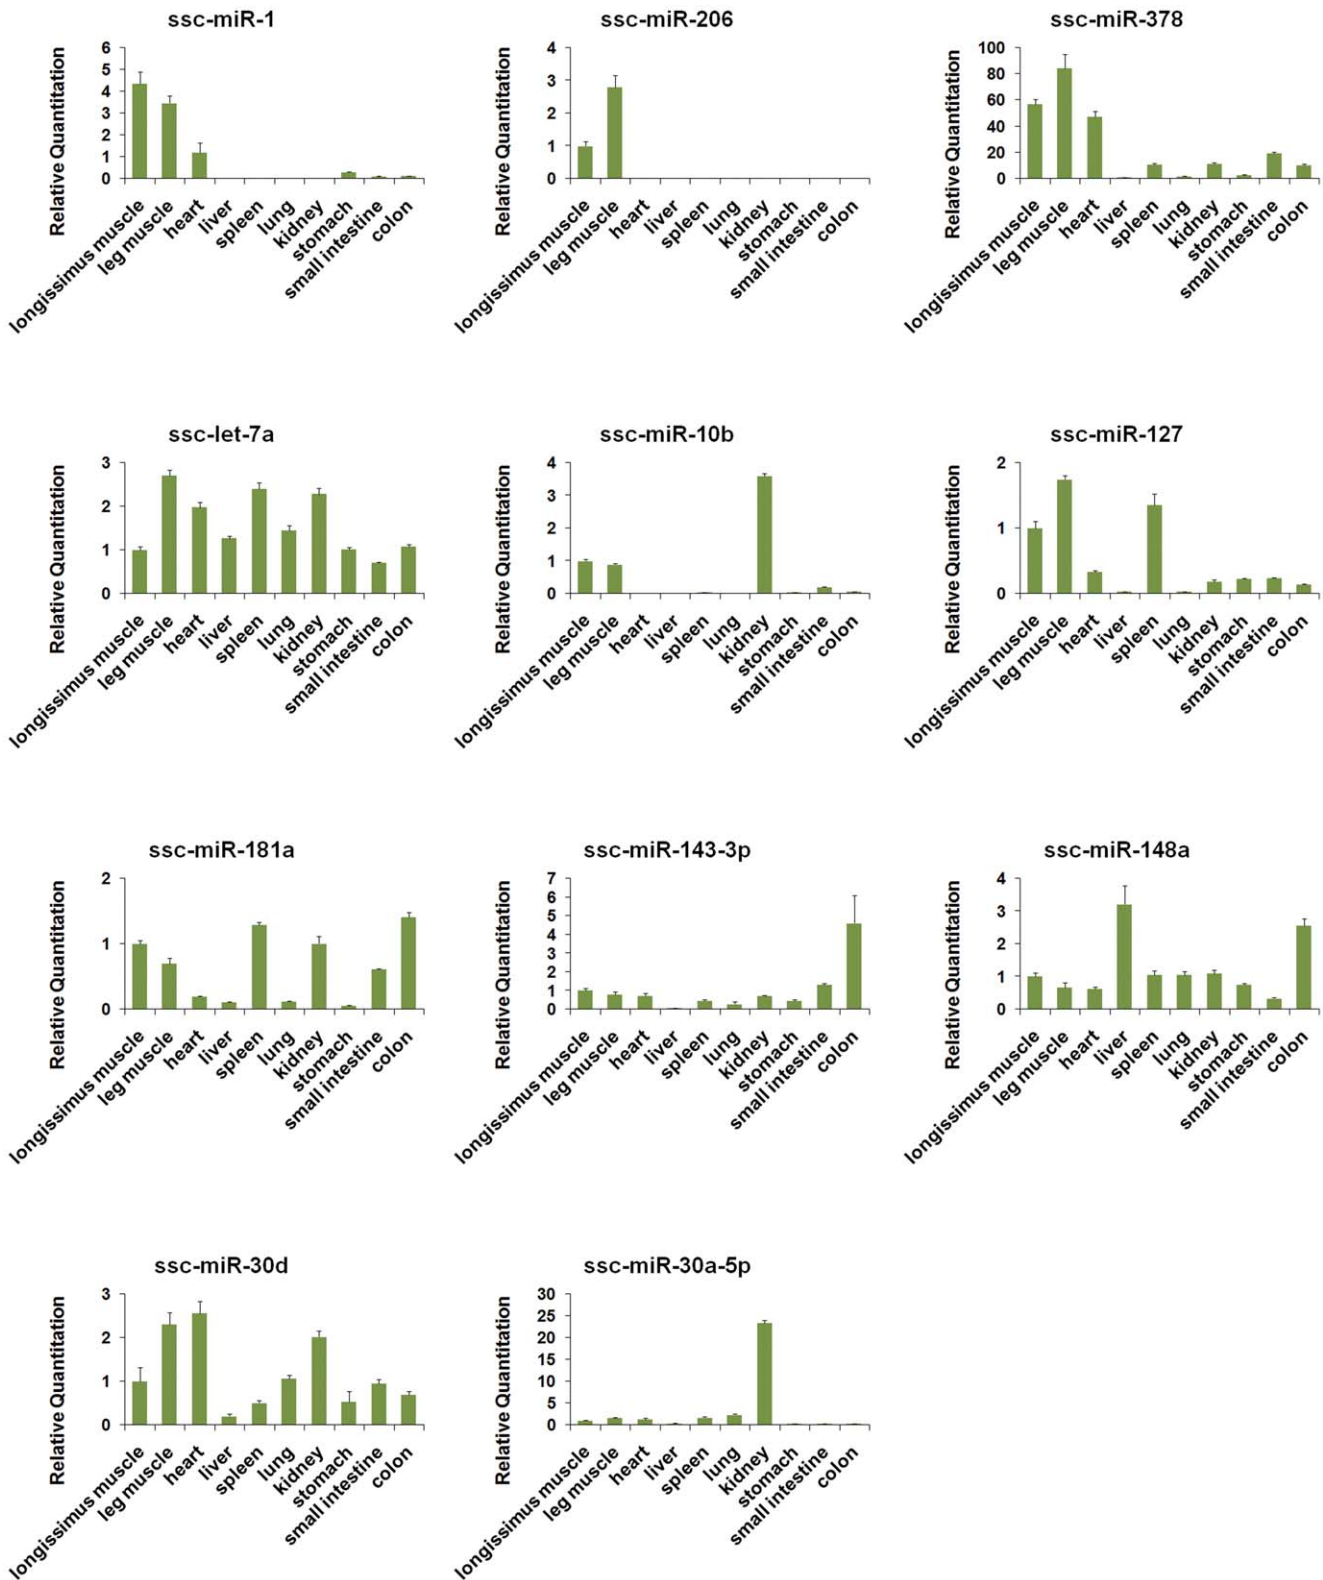 ssc-miR-1
Relative Quantitation
6
5
4
3
2
1
0
longissimus muscle
leg muscle
heart
liver
spleen
lung
kidney
stomach
small intestine
colon
ssc-miR-206
Relative Quantitation
4
3
2
1
0
longissimus muscle
leg muscle
heart
liver
spleen
lung
kidney
stomach
small intestine
colon
ssc-miR-378
Relative Quantitation
100
80
60
40
20
0
longissimus muscle
leg muscle
heart
liver
spleen
lung
kidney
stomach
small intestine
colon
ssc-let-7a
Relative Quantitation
3
2
1
0
longissimus muscle
leg muscle
heart
liver
spleen
lung
kidney
stomach
small intestine
colon
ssc-miR-10b
Relative Quantitation
4
3
2
1
0
longissimus muscle
leg muscle
heart
liver
spleen
lung
kidney
stomach
small intestine
colon
ssc-miR-127
Relative Quantitation
2
1
0
longissimus muscle
leg muscle
heart
liver
spleen
lung
kidney
stomach
small intestine
colon
ssc-miR-181a
Relative Quantitation
2
1
0
longissimus muscle
leg muscle
heart
liver
spleen
lung
kidney
stomach
small intestine
colon
ssc-miR-143-3p
Relative Quantitation
7
6
5
4
3
2
1
0
longissimus muscle
leg muscle
heart
liver
spleen
lung
kidney
stomach
small intestine
colon
ssc-miR-148a
Relative Quantitation
4
3
2
1
0
longissimus muscle
leg muscle
heart
liver
spleen
lung
kidney
stomach
small intestine
colon
ssc-miR-30d
Relative Quantitation
3
2
1
0
longissimus muscle
leg muscle
heart
liver
spleen
lung
kidney
stomach
small intestine
colon
ssc-miR-30a-5p
Relative Quantitation
30
25
20
15
10
5
0
longissimus muscle
leg muscle
heart
liver
spleen
lung
kidney
stomach
small intestine
colon